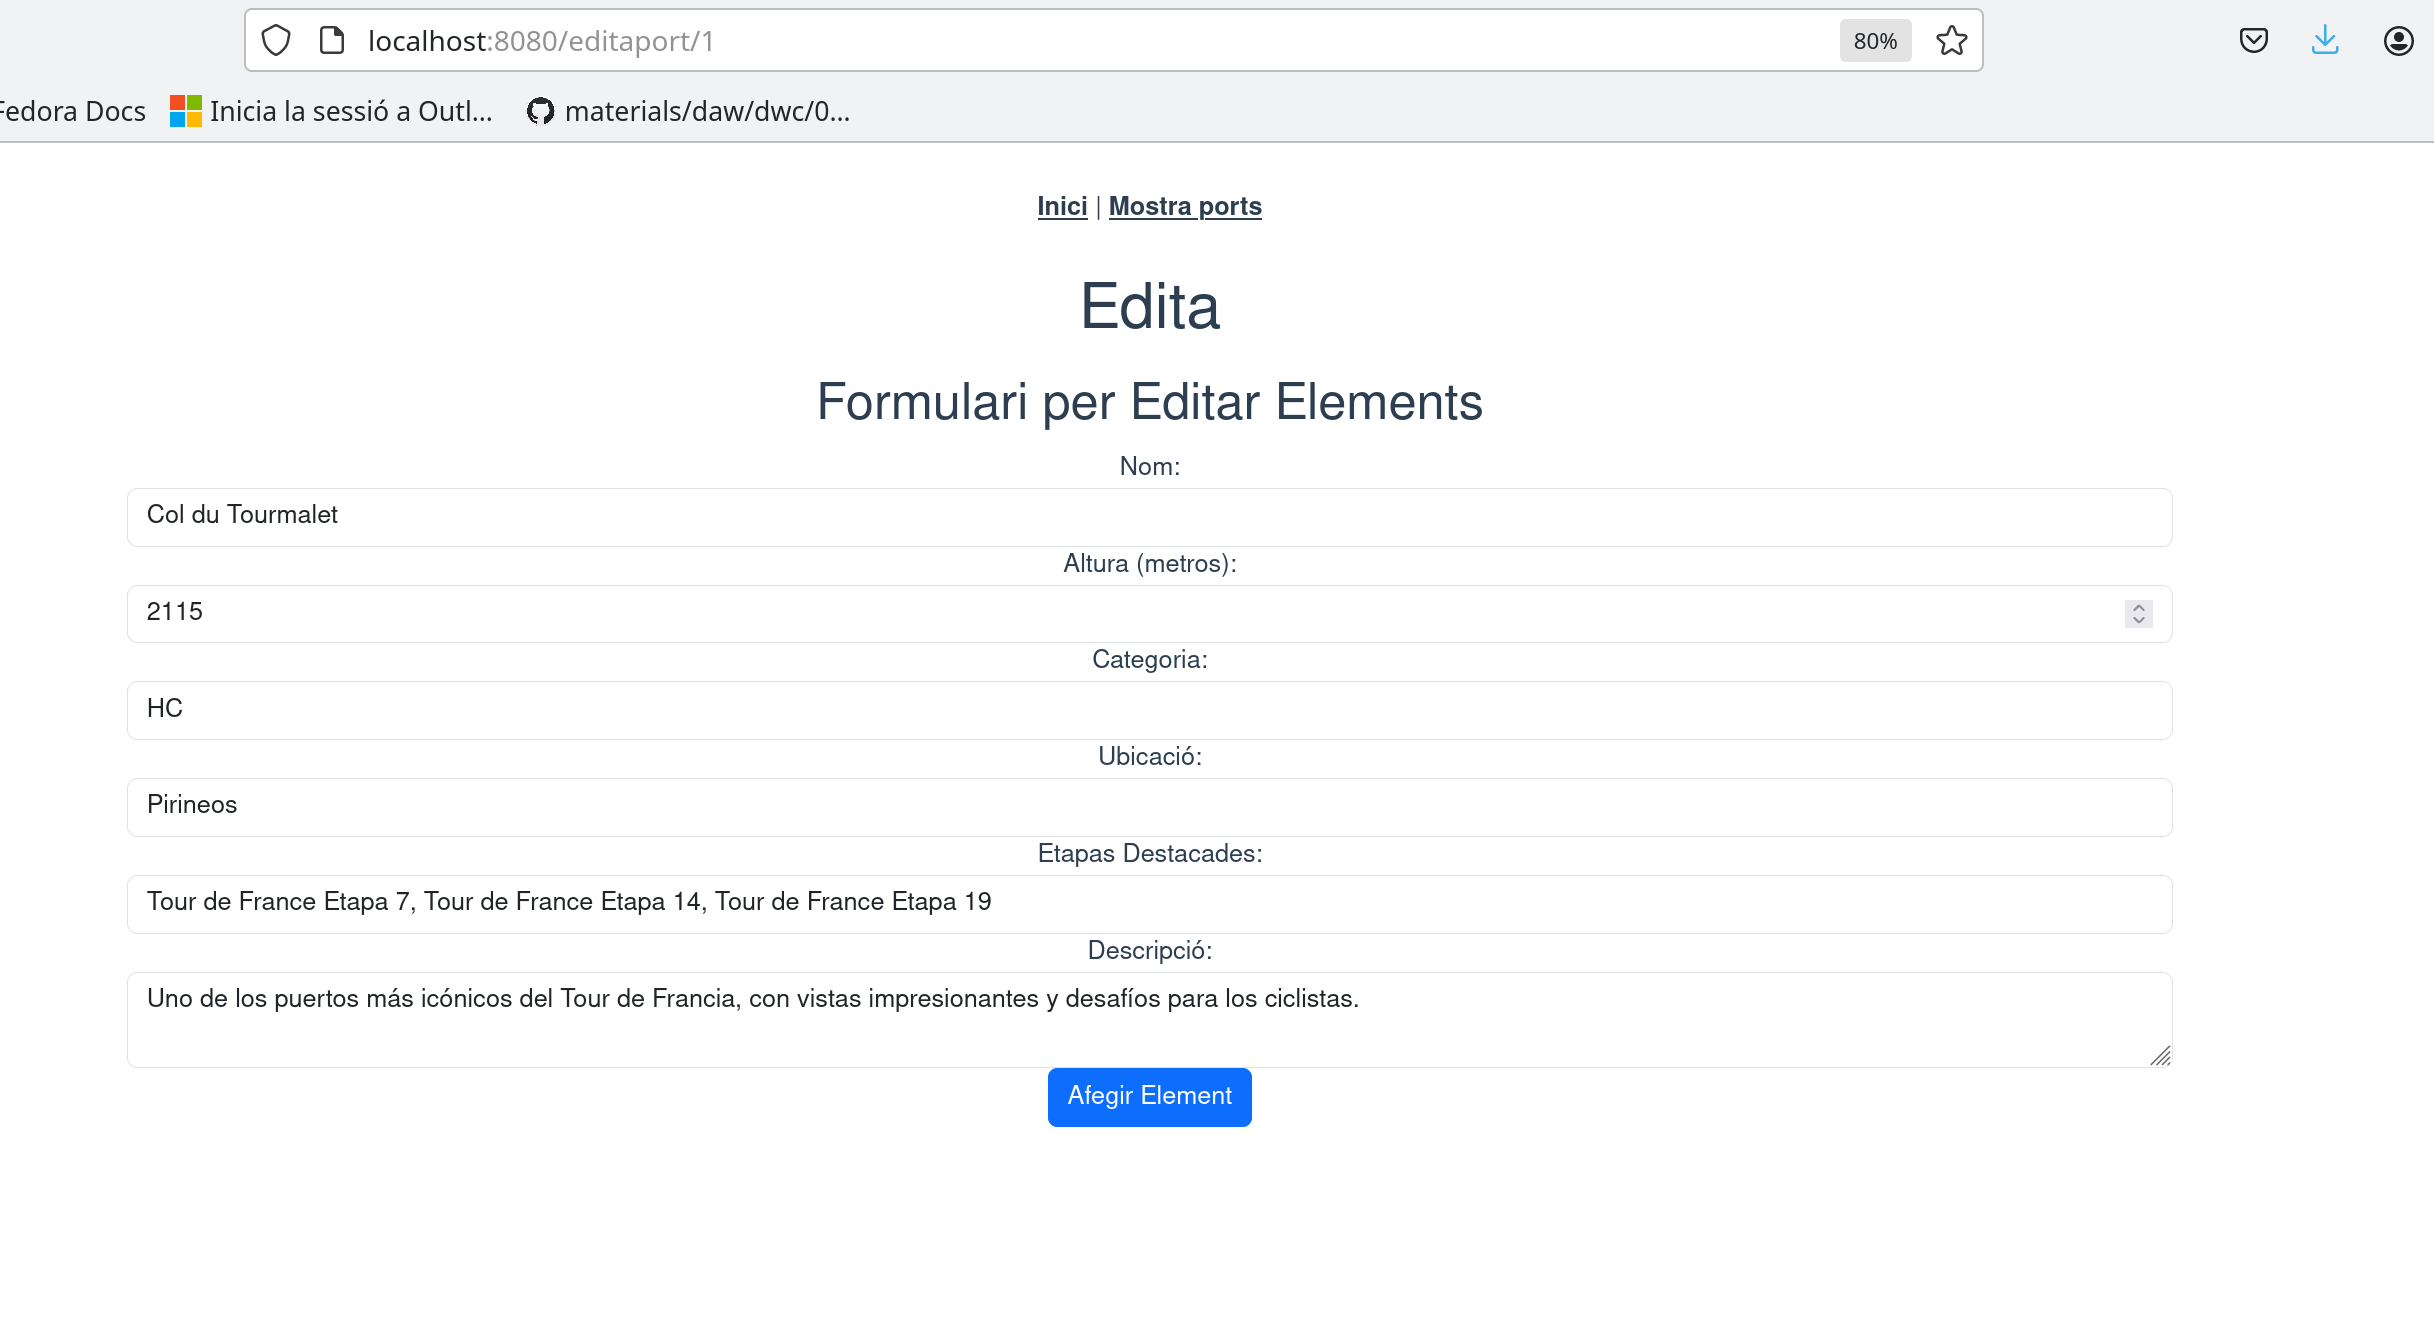 localhost:8080/editaport/1
80%
Fedora Docs Inicia la sessió a Outl... materials/daw/dwc/0...
Inici | Mostra ports
Edita
Formulari per Editar Elements
Nom:
Col du Tourmalet
Altura (metros):
2115
Categoria:
HC
Ubicació:
Pirineos
Etapas Destacades:
Tour de France Etapa 7, Tour de France Etapa 14, Tour de France Etapa 19
Descripció:
Uno de los puertos más icónicos del Tour de Francia, con vistas impresionantes y desafíos para los ciclistas.
Afegir Element